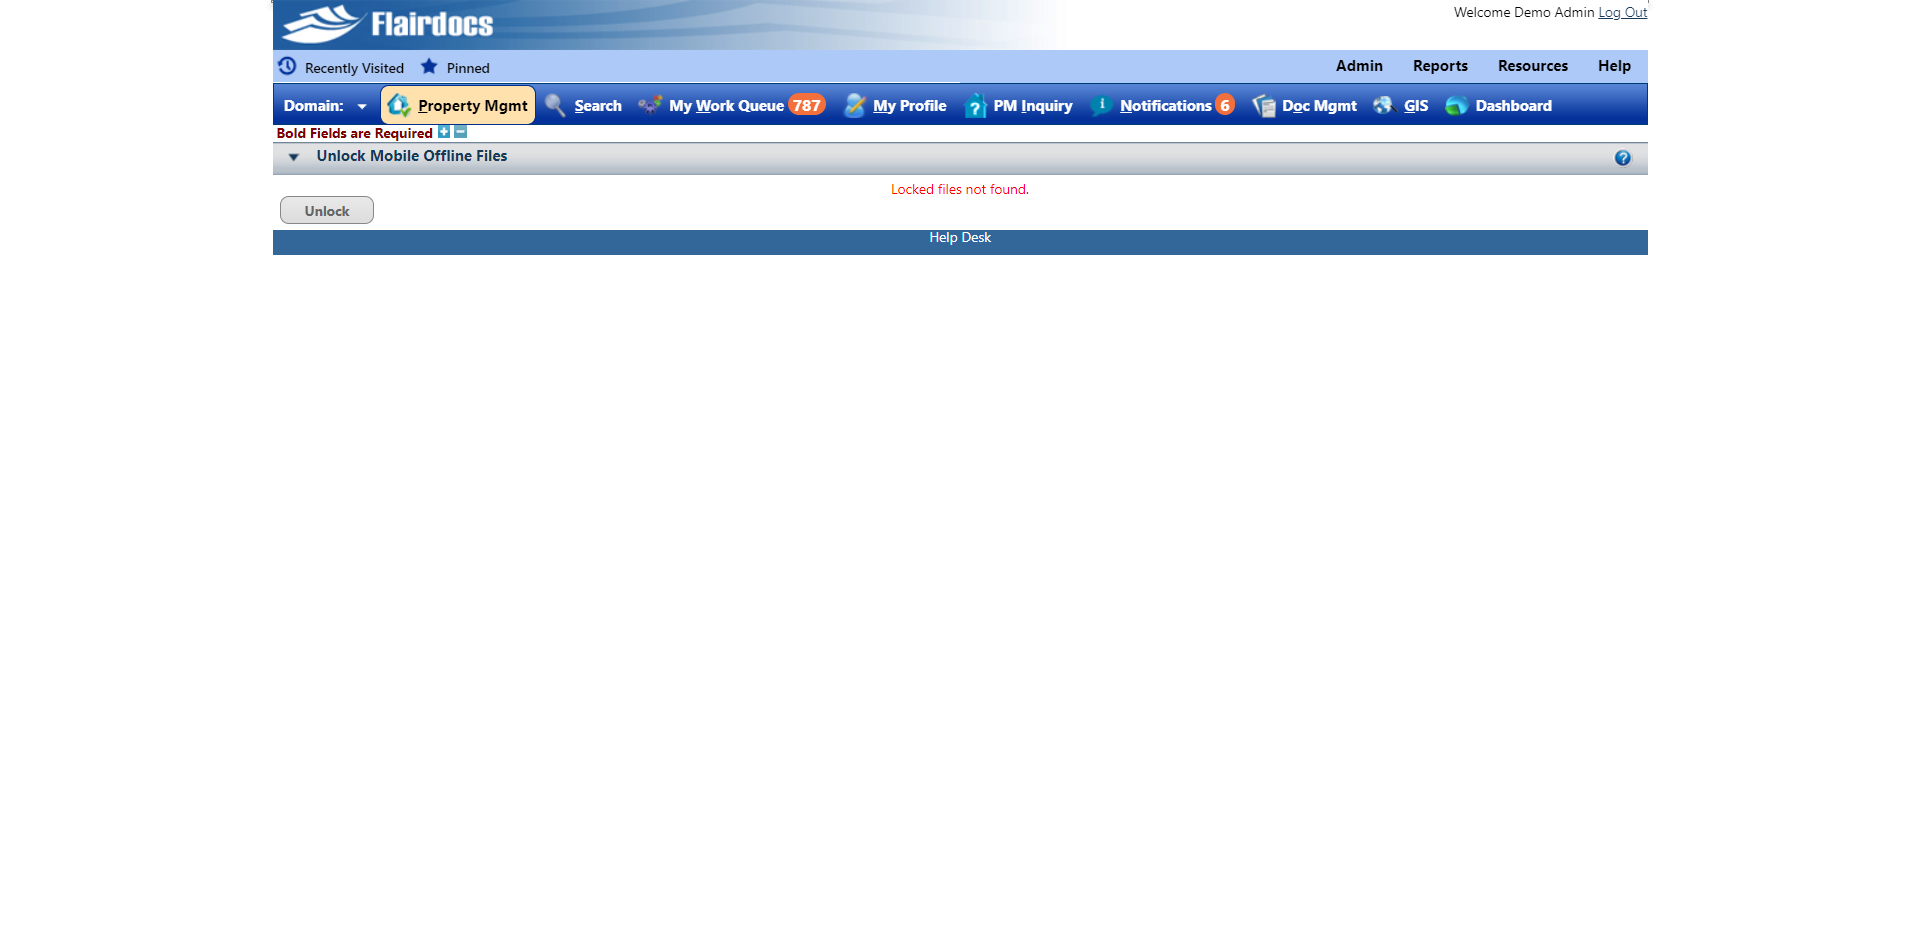 Flairdocs
Welcome Demo Admin Log Out
Recently Visited Pinned Admin Reports Resources Help
Domain: Property Mgmt Search My Work Queue 787 My Profile PM Inquiry Notifications 6 Doc Mgmt GIS Dashboard
Bold Fields are Required
Unlock Mobile Offline Files
Locked files not found.
Unlock
Help Desk